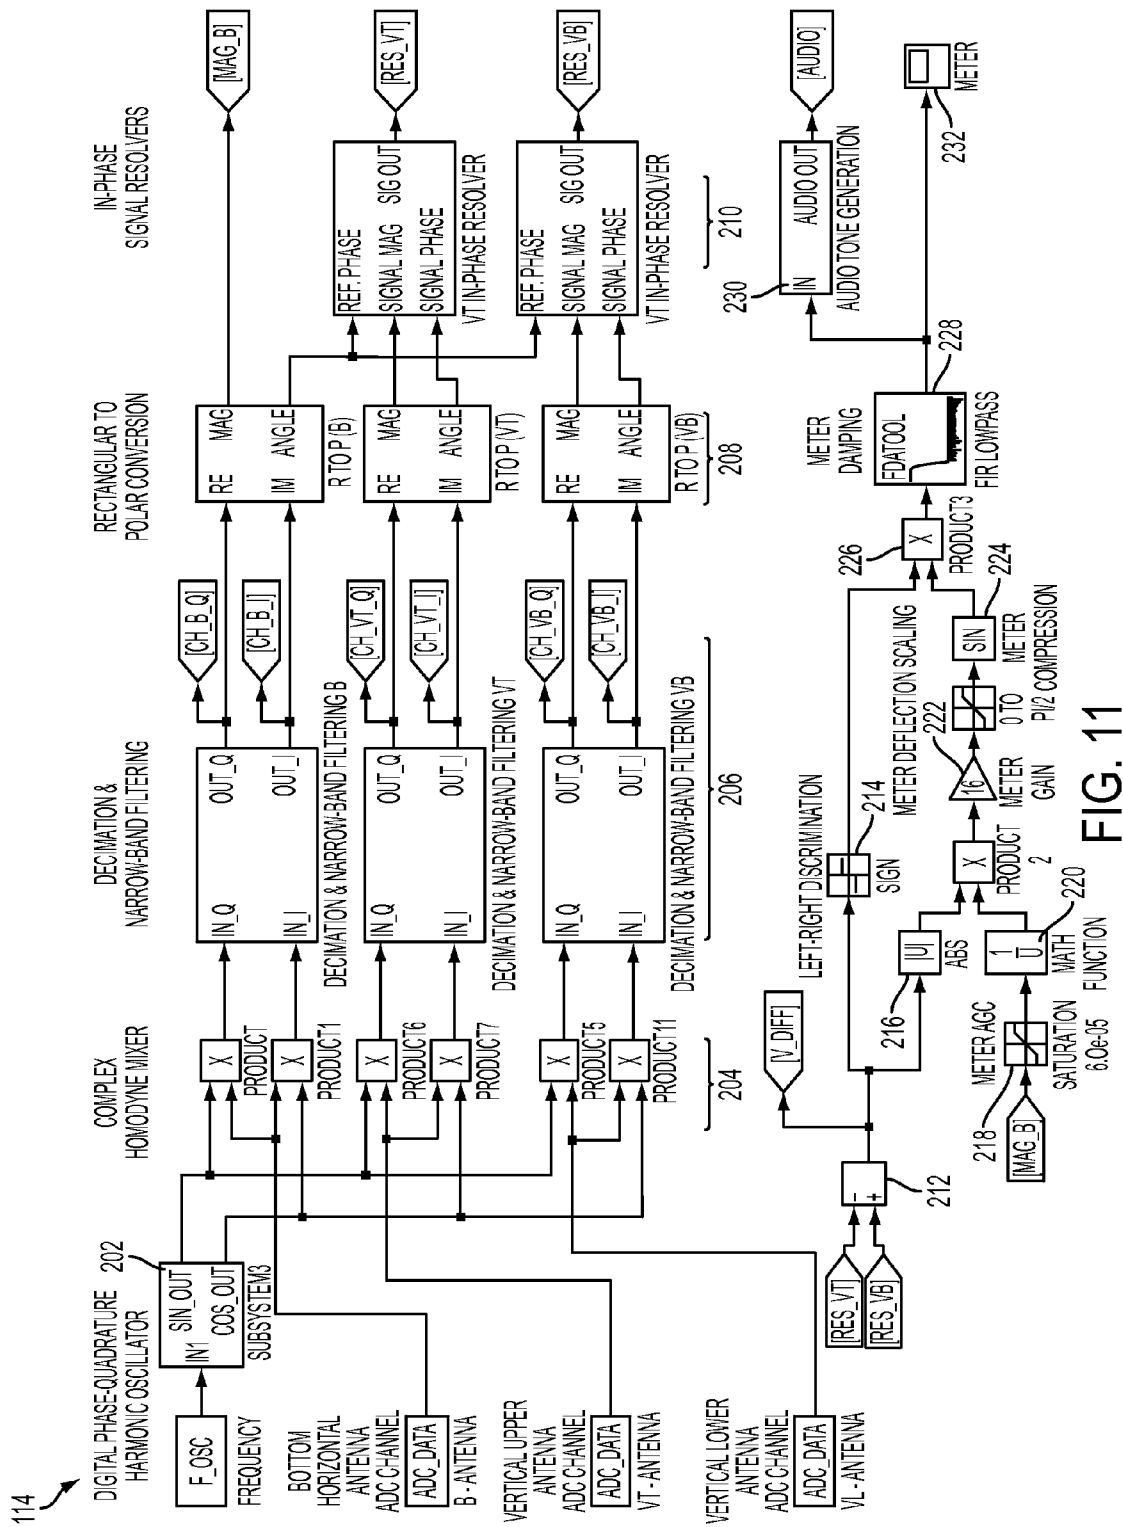 114
DIGITAL PHASE-QUADRATURE
HARMONIC OSCILLATOR
202
F_OSC
FREQUENCY
IN1
SIN_OUT
COS_OUT
SUBSYSTEM3
BOTTOM
HORIZONTAL
ANTENNA
ADC CHANNEL
ADC_DATA
B - ANTENNA
VERTICAL UPPER
ANTENNA
ADC CHANNEL
ADC_DATA
VT - ANTENNA
VERTICAL LOWER
ANTENNA
ADC CHANNEL
ADC_DATA
VL - ANTENNA
COMPLEX
HOMODYNE MIXER
X
PRODUCT
X
PRODUCT1
X
PRODUCT6
X
PRODUCT7
X
PRODUCT5
X
PRODUCT11
204
DECIMATION &
NARROW-BAND FILTERING
IN_Q
OUT_Q
IN_I
OUT_I
DECIMATION & NARROW-BAND FILTERING B
IN_Q
OUT_Q
IN_I
OUT_I
DECIMATION & NARROW-BAND FILTERING VT
IN_Q
OUT_Q
IN_I
OUT_I
DECIMATION & NARROW-BAND FILTERING VB
206
[CH_B_Q]
[CH_B_I]
[CH_VT_Q]
[CH_VT_I]
[CH_VB_Q]
[CH_VB_I]
RECTANGULAR TO
POLAR CONVERSION
RE
MAG
IM
ANGLE
R TO P (B)
RE
MAG
IM
ANGLE
R TO P (VT)
RE
MAG
IM
ANGLE
R TO P (VB)
208
IN-PHASE
SIGNAL RESOLVERS
REF. PHASE
SIGNAL MAG
SIG OUT
SIGNAL PHASE
VT IN-PHASE RESOLVER
REF. PHASE
SIGNAL MAG
SIG OUT
SIGNAL PHASE
VT IN-PHASE RESOLVER
210
[MAG_B]
[RES_VT]
[RES_VB]
[RES_VT]
[RES_VB]
-
+
212
[V_DIFF]
LEFT-RIGHT DISCRIMINATION
214
SIGN
216
|U|
ABS
METER AGC
218
[MAG_B]
SATURATION
6.0e-05
1
U
220
MATH
FUNCTION
X
PRODUCT
2
METER DEFLECTION SCALING
222
16
METER
GAIN
0 TO
PI/2 COMPRESSION
SIN
METER
224
226
X
PRODUCT3
METER
DAMPING
FDATOOL
228
FIR LOWPASS
230
IN
AUDIO OUT
AUDIO TONE GENERATION
[AUDIO]
232
METER
FIG. 11